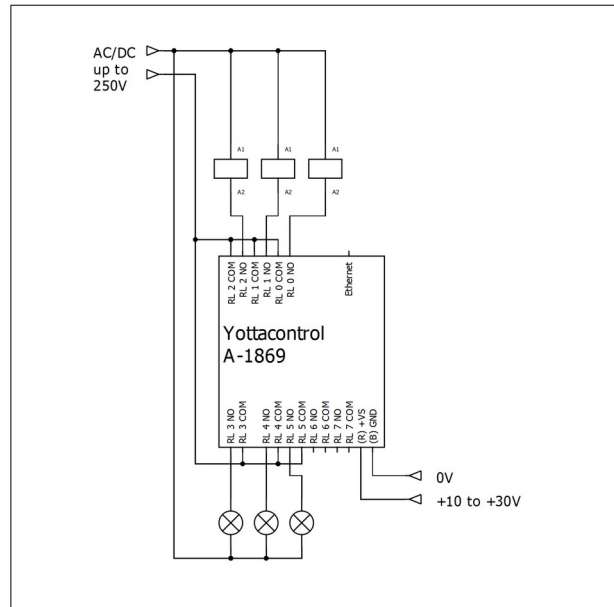 AC/DC
up to
250V
A1
A1
A1
A2
A2
A2
RL 2 COM
RL 2 NO
RL 1 COM
RL 1 NO
RL 0 COM
RL 0 NO
Ethernet
Yottacontrol
A-1869
RL 3 NO
RL 3 COM
RL 4 NO
RL 4 COM
RL 5 NO
RL 5 COM
RL 6 NO
RL 6 COM
RL 7 NO
RL 7 COM
(R) +VS
(B) GND
0V
+10 to +30V